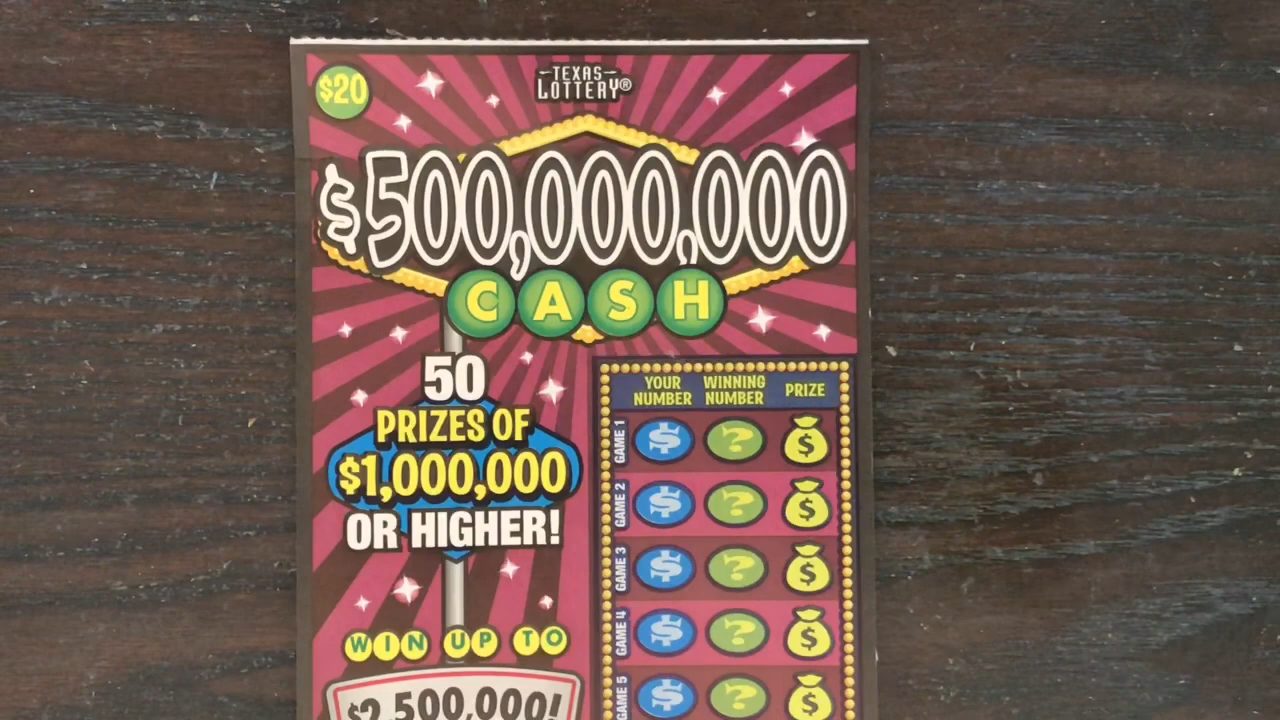 $20
TEXAS
LOTTERY®
$500,000,000
CASH
50
PRIZES OF
$1,000,000
OR HIGHER!
WIN UP TO
$2,500,000!
YOUR NUMBER WINNING NUMBER PRIZE
GAME 1 $ ? $
GAME 2 $ ? $
GAME 3 $ ? $
GAME 4 $ ? $
GAME 5 $ ? $